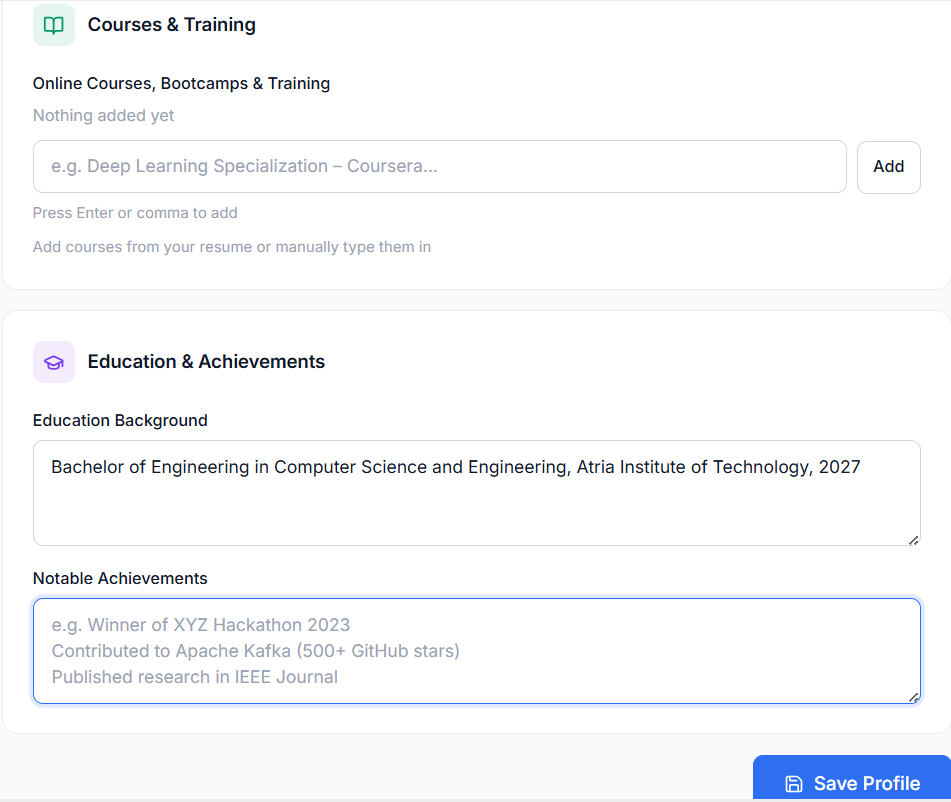 Courses & Training
Online Courses, Bootcamps & Training
Nothing added yet
e.g. Deep Learning Specialization – Coursera...
Add
Press Enter or comma to add
Add courses from your resume or manually type them in
Education & Achievements
Education Background
Bachelor of Engineering in Computer Science and Engineering, Atria Institute of Technology, 2027
Notable Achievements
e.g. Winner of XYZ Hackathon 2023
Contributed to Apache Kafka (500+ GitHub stars)
Published research in IEEE Journal
Save Profile